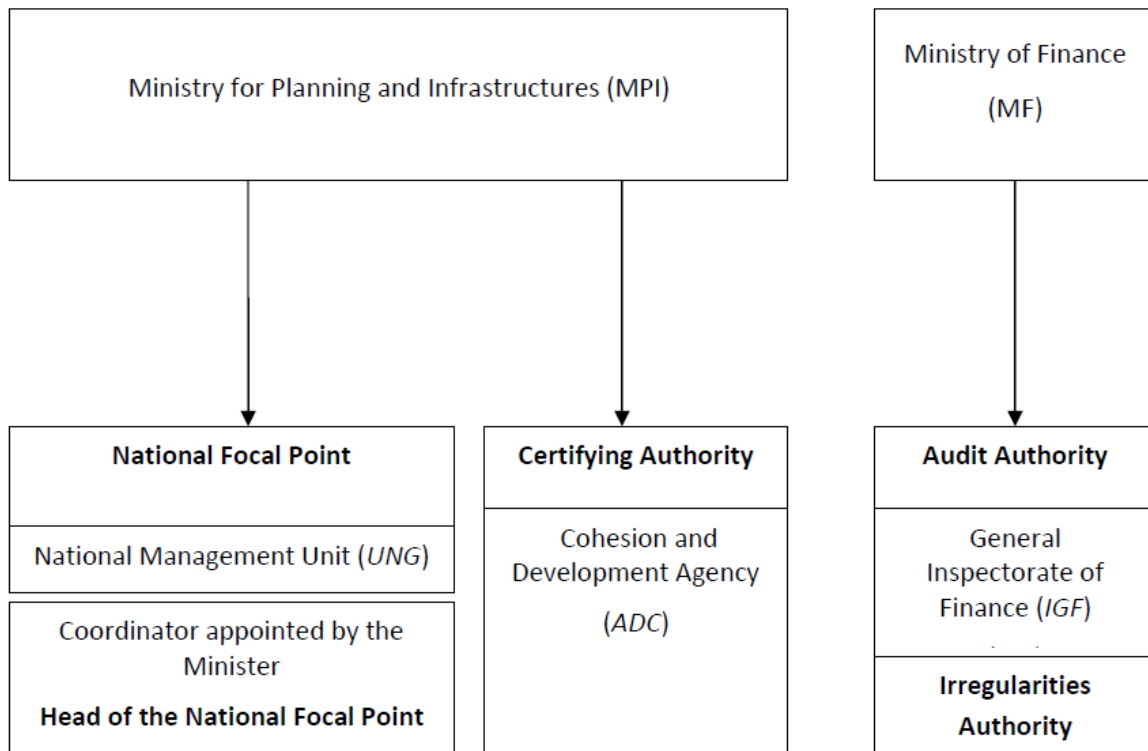 Ministry for Planning and Infrastructures (MPI)
Ministry of Finance
(MF)
National Focal Point
National Management Unit (UNG)
Coordinator appointed by the
Minister
Head of the National Focal Point
Certifying Authority
Cohesion and
Development Agency
(ADC)
Audit Authority
General
Inspectorate of
Finance (IGF)
Irregularities
Authority